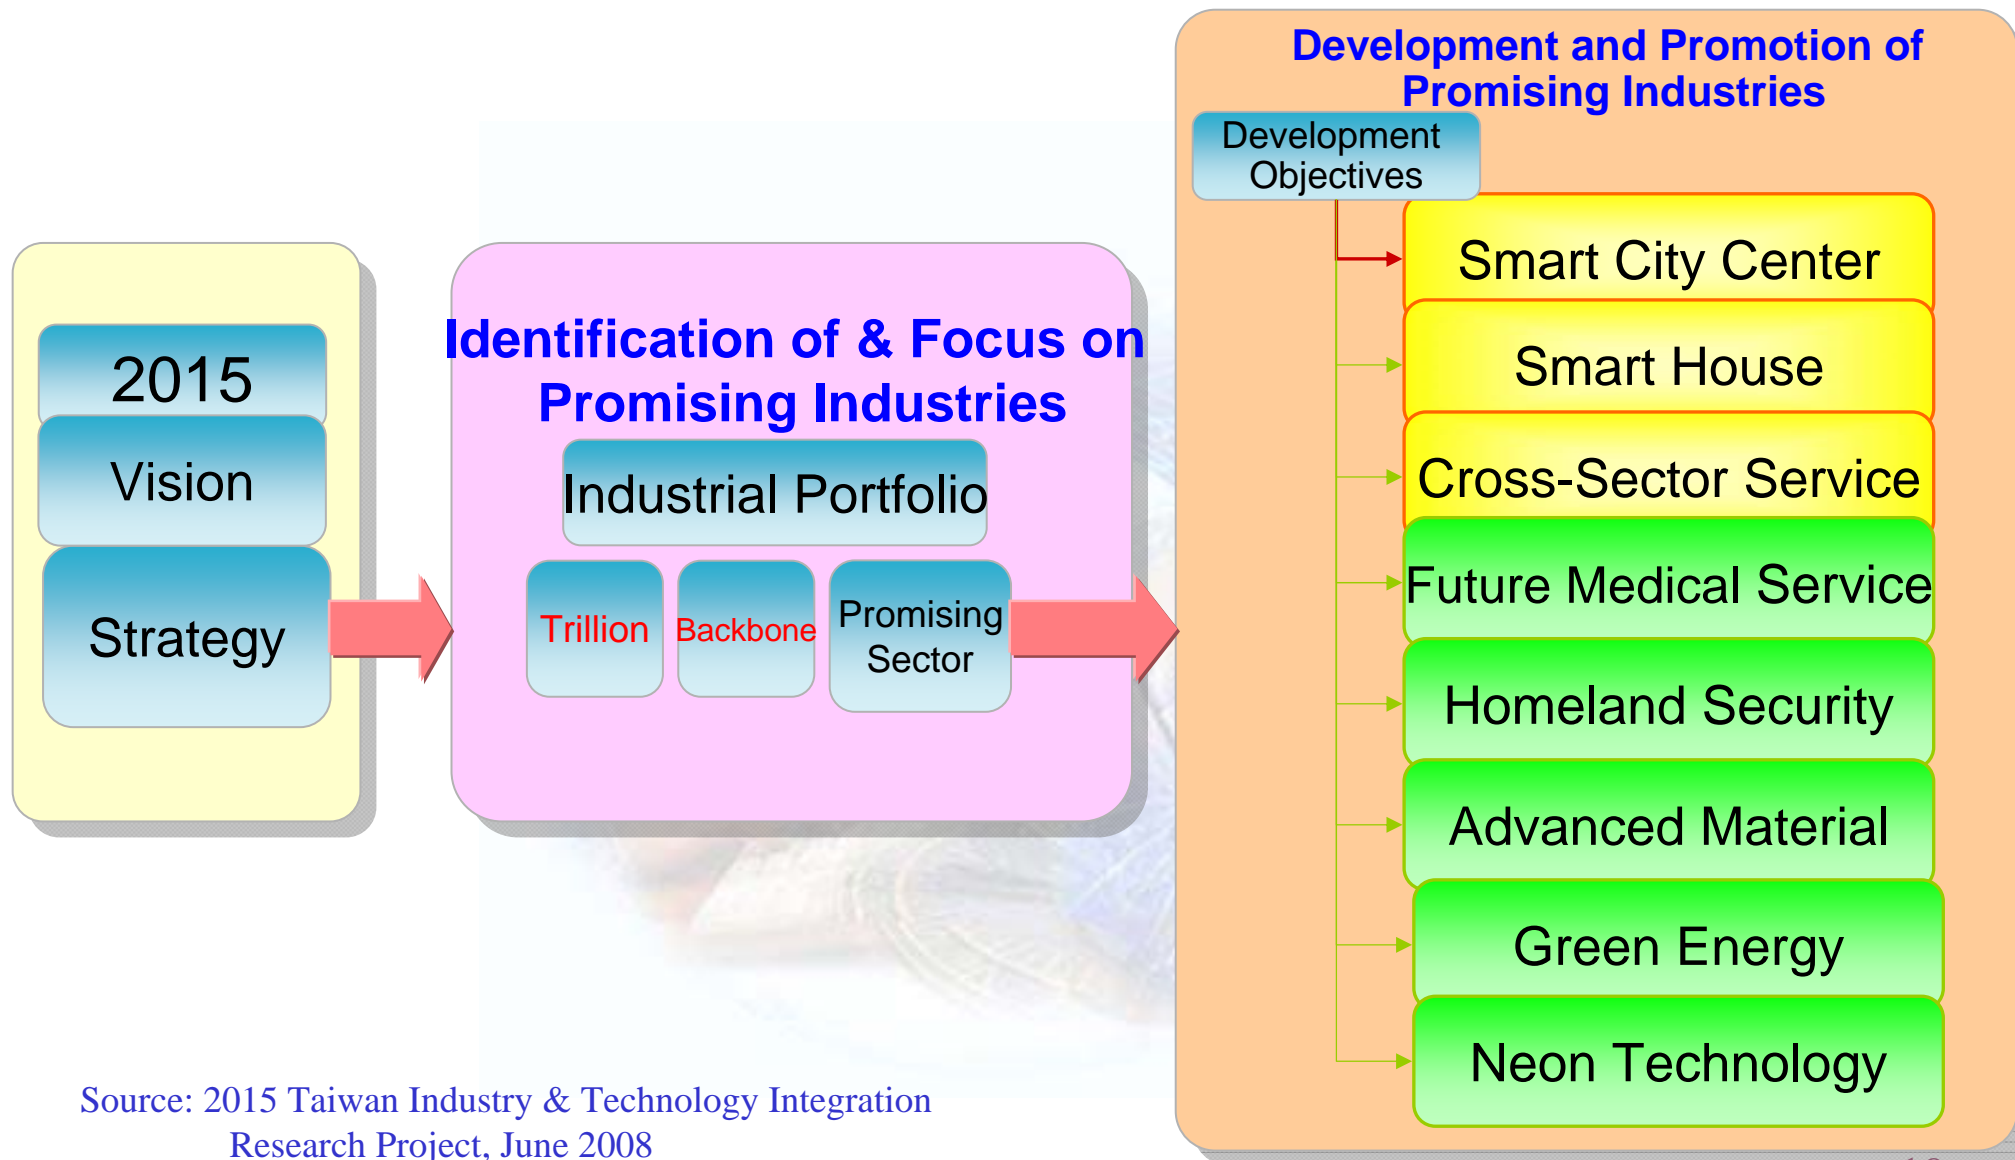 2015
Vision
Strategy
Identification of & Focus on
Promising Industries
Industrial Portfolio
Trillion
Backbone
Promising
Sector
Development and Promotion of
Promising Industries
Development
Objectives
Smart City Center
Smart House
Cross-Sector Service
Future Medical Service
Homeland Security
Advanced Material
Green Energy
Neon Technology
Source: 2015 Taiwan Industry & Technology Integration
Research Project, June 2008